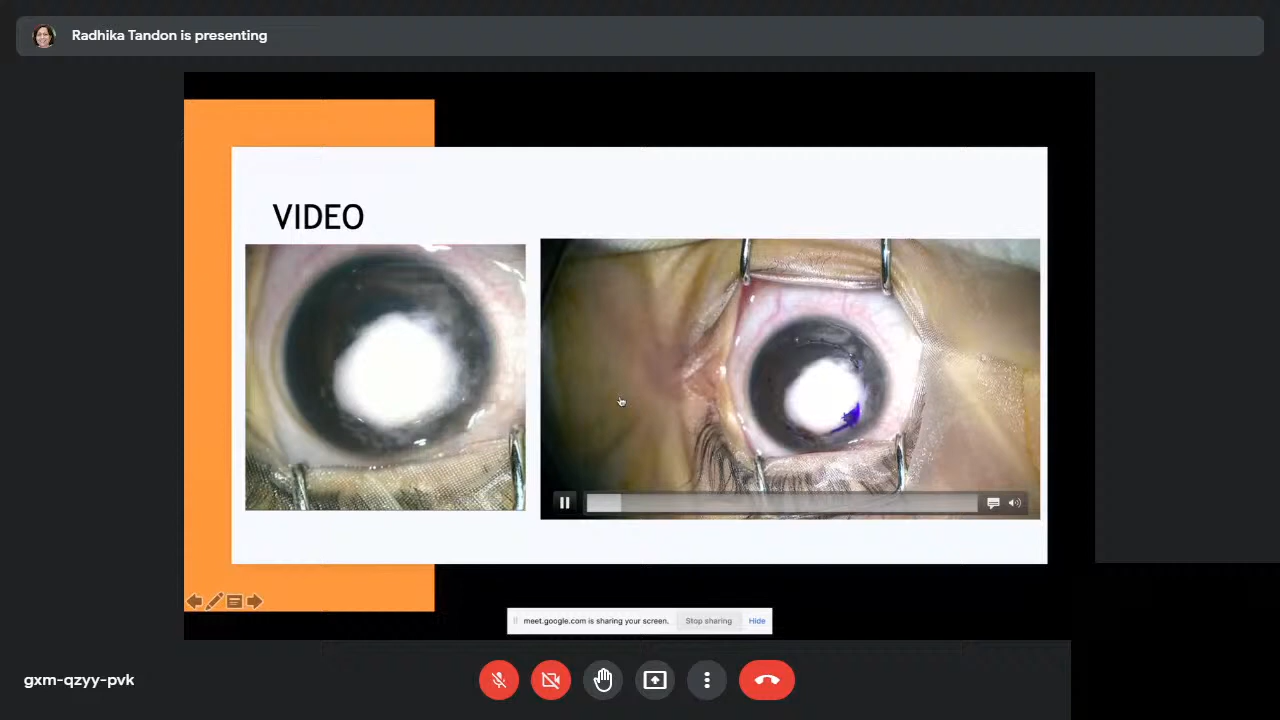 Radhika Tandon is presenting
VIDEO
meet.google.com is sharing your screen.
Stop sharing
Hide
gxm-qzyy-pvk